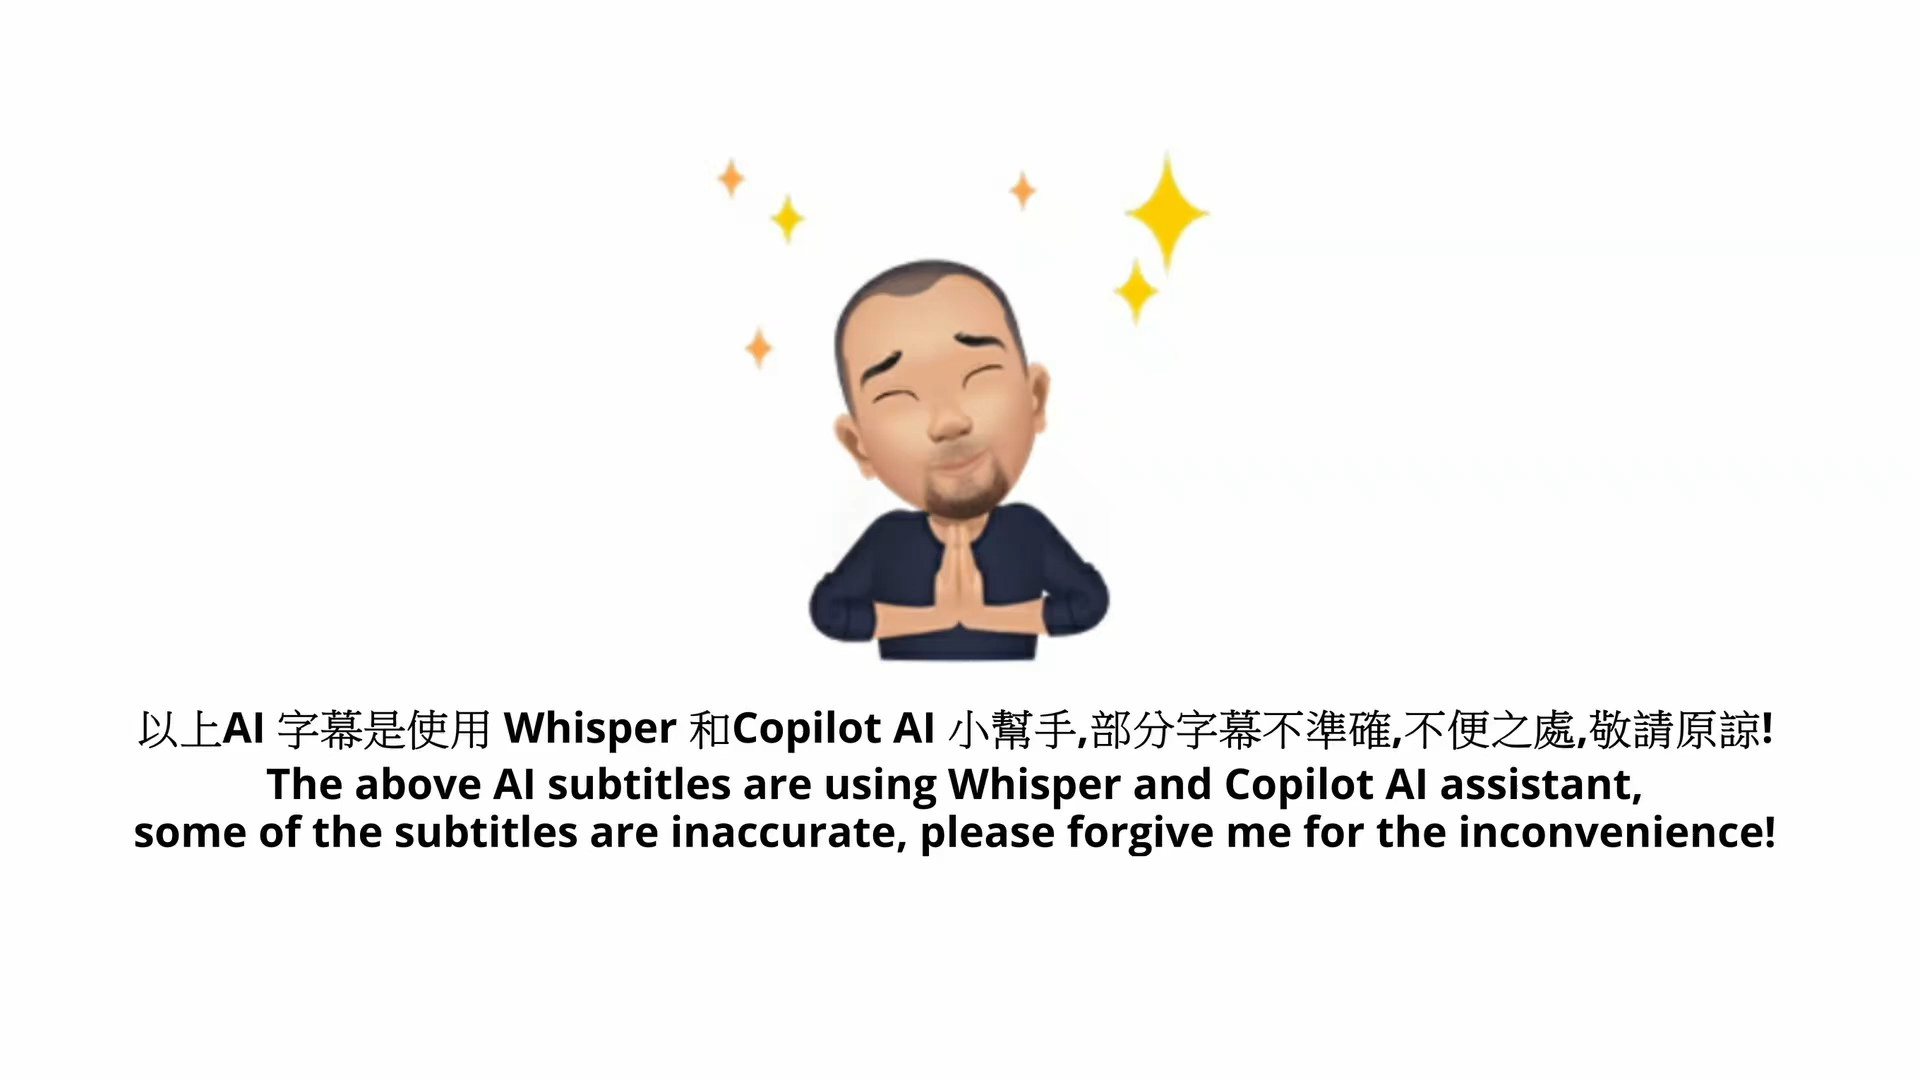 以上AI 字幕是使用 Whisper 和Copilot AI 小幫手,部分字幕不準確,不便之處,敬請原諒!
The above AI subtitles are using Whisper and Copilot AI assistant,
some of the subtitles are inaccurate, please forgive me for the inconvenience!